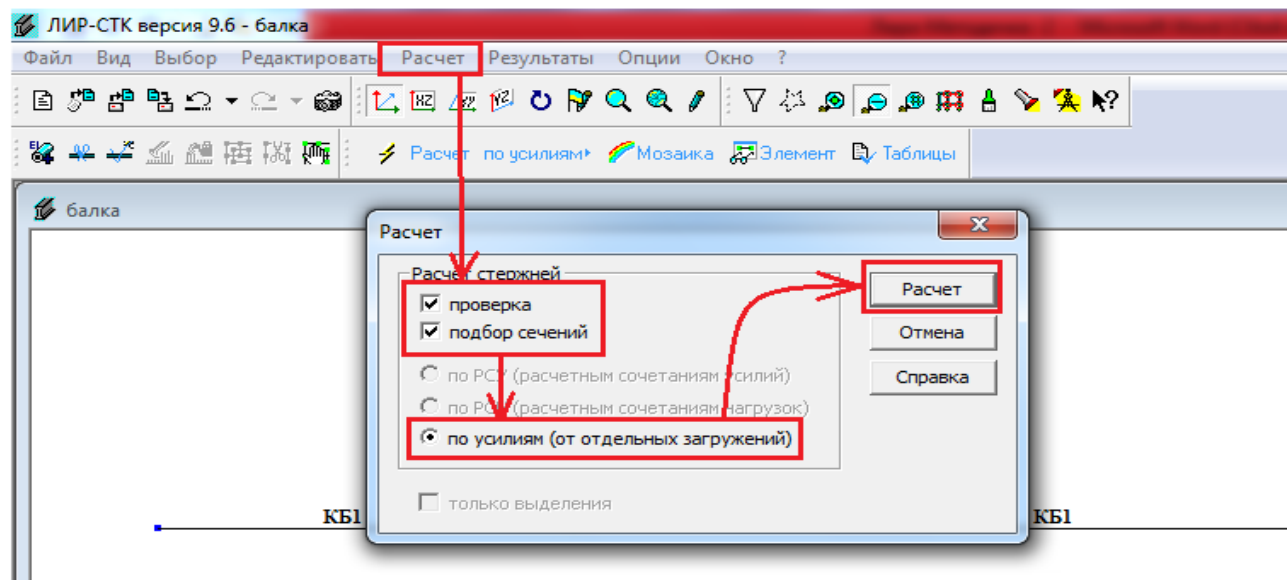 ЛИР-СТК версия 9.6 - балка
Файл Вид Выбор Редактировать Расчет Результаты Опции Окно ?
Расчет по усилиям Мозаика Элемент Таблицы
балка
Расчет
Расчет стержней
проверка
подбор сечений
по РСУ (расчетным сочетаниям усилий)
по РСН (расчетным сочетаниям нагрузок)
по усилиям (от отдельных загружений)
только выделения
Расчет
Отмена
Справка
КБ1 КБ1